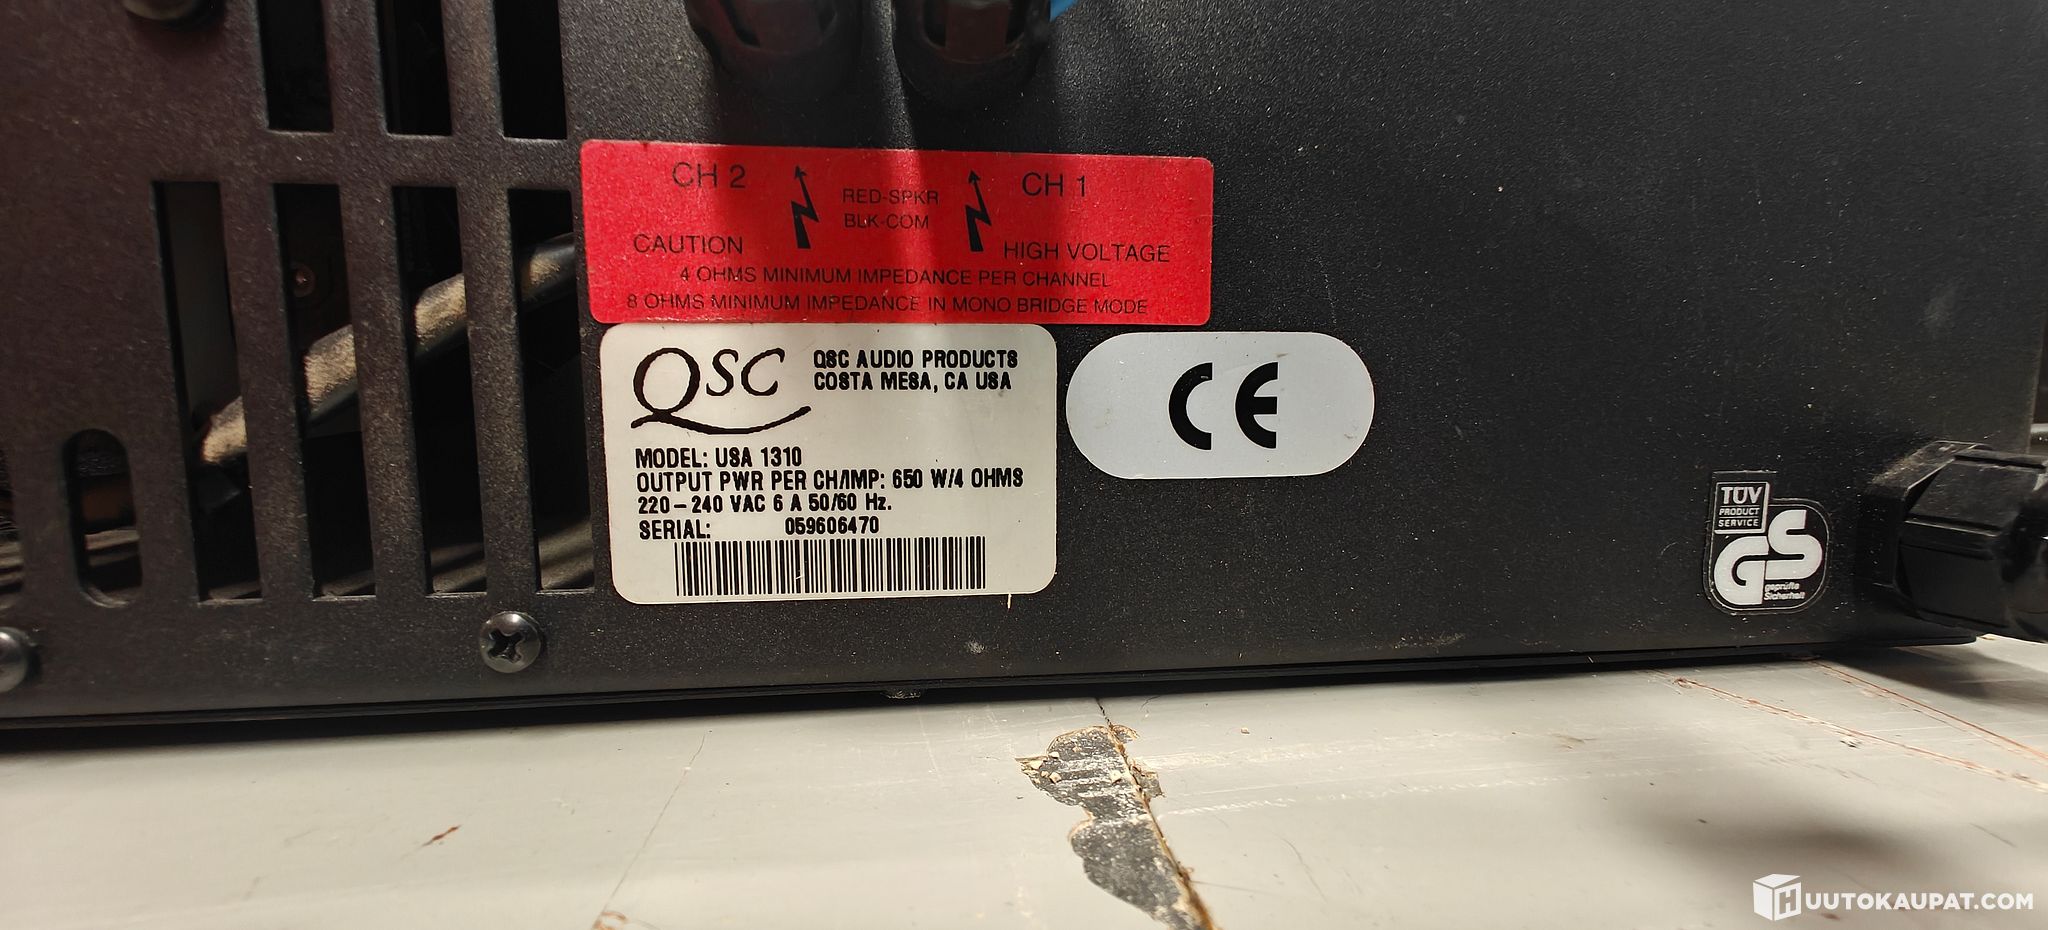 CH 2
CH 1
RED-SPKR
BLK-COM
CAUTION
HIGH VOLTAGE
4 OHMS MINIMUM IMPEDANCE PER CHANNEL
8 OHMS MINIMUM IMPEDANCE IN MONO BRIDGE MODE
QSC
QSC AUDIO PRODUCTS
COSTA MESA, CA USA
MODEL: USA 1310
OUTPUT PWR PER CH/IMP: 650 W/4 OHMS
220-240 VAC 6 A 50/60 Hz.
SERIAL: 059606470
CE
TÜV
PRODUCT
SERVICE
GS
geprüfte
Sicherheit
HUUTOKAUPAT.COM